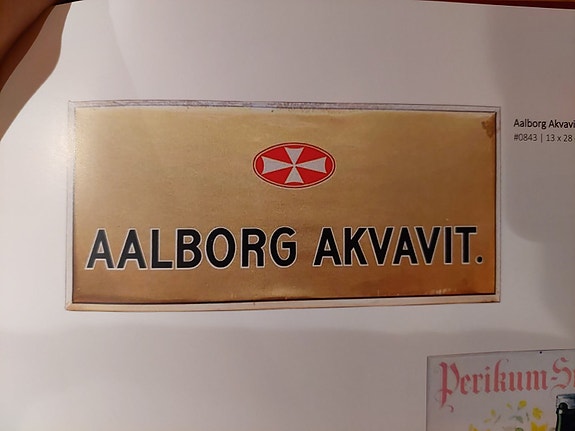 AALBORG AKVAVIT.
Aalborg Akvavi
#0843 | 13 x 28
Perikum-S